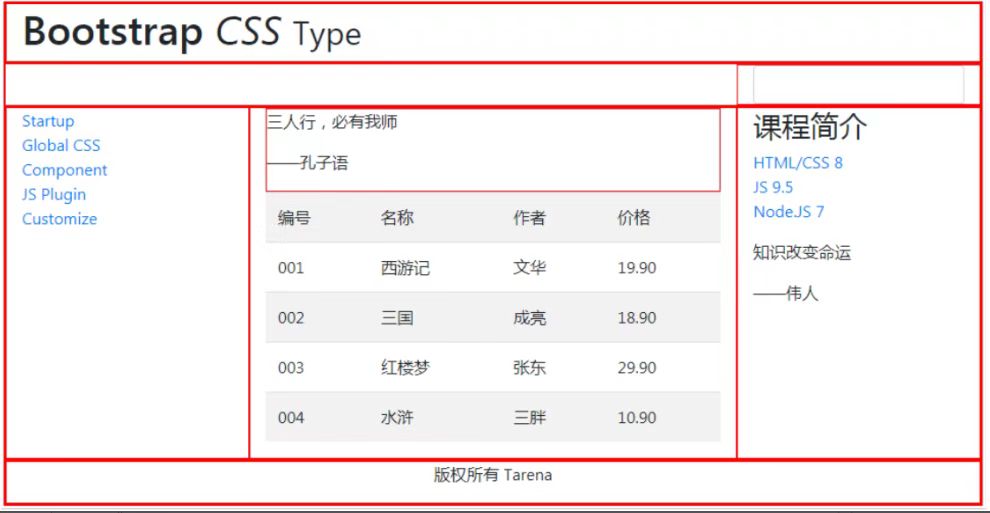 Bootstrap CSS Type
Startup
Global CSS
Component
JS Plugin
Customize
三人行，必有我师
——孔子语
编号 名称 作者 价格
001 西游记 文华 19.90
002 三国 成亮 18.90
003 红楼梦 张东 29.90
004 水浒 三胖 10.90
课程简介
HTML/CSS 8
JS 9.5
Node.JS 7
知识改变命运
——伟人
版权所有 Tarena